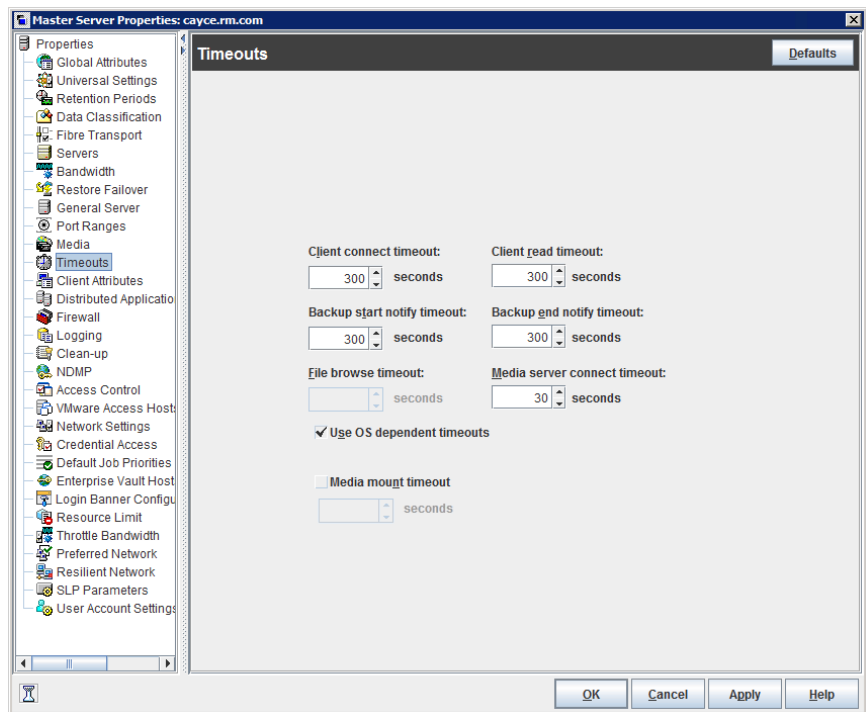 Master Server Properties: cayce.rm.com
Properties
Global Attributes
Universal Settings
Retention Periods
Data Classification
Fibre Transport
Servers
Bandwidth
Restore Failover
General Server
Port Ranges
Media
Timeouts
Client Attributes
Distributed Applicatio
Firewall
Logging
Clean-up
NDMP
Access Control
VMware Access Host
Network Settings
Credential Access
Default Job Priorities
Enterprise Vault Host
Login Banner Configu
Resource Limit
Throttle Bandwidth
Preferred Network
Resilient Network
SLP Parameters
User Account Settings
Timeouts
Defaults
Client connect timeout: Client read timeout:
300 seconds 300 seconds
Backup start notify timeout: Backup end notify timeout:
300 seconds 300 seconds
File browse timeout: Media server connect timeout:
seconds 30 seconds
Use OS dependent timeouts
Media mount timeout
seconds
OK Cancel Apply Help